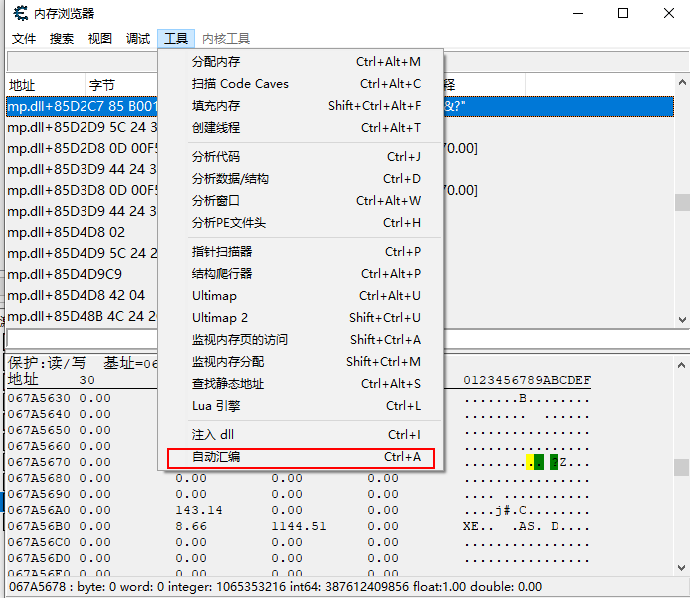 内存浏览器
文件 搜索 视图 调试 工具 内核工具
地址 字节 释
mp.dll+85D2C7 85 B001 &?"
mp.dll+85D2D9 5C 24 3
mp.dll+85D2D8 0D 00F5 70.00]
mp.dll+85D3D9 44 24 3
mp.dll+85D3D8 0D 00F5 70.00]
mp.dll+85D3D9 44 24 3
mp.dll+85D4D8 02
mp.dll+85D4D9 5C 24 2
mp.dll+85D4D9C9
mp.dll+85D4D8 42 04
mp.dll+85D48B 4C 24 20
分配内存 Ctrl+Alt+M
扫描 Code Caves Ctrl+Alt+C
填充内存 Shift+Ctrl+Alt+F
创建线程 Ctrl+Alt+T
分析代码 Ctrl+J
分析数据/结构 Ctrl+D
分析窗口 Ctrl+Alt+W
分析PE文件头 Ctrl+H
指针扫描器 Ctrl+P
结构爬行器 Ctrl+Alt+P
Ultimap Ctrl+Alt+U
Ultimap 2 Shift+Ctrl+U
监视内存页的访问 Shift+Ctrl+A
监视内存分配 Shift+Ctrl+M
查找静态地址 Ctrl+Alt+S
Lua 引擎 Ctrl+L
注入 dll Ctrl+I
自动汇编 Ctrl+A
保护:读/写 基址=06
地址 30 0123456789ABCDEF
067A5630 0.00 .......B........
067A5640 0.00 ........ .......
067A5650 0.00 ................
067A5660 0.00 ................
067A5670 0.00 .......... ?Z...
067A5680 0.00 0.00 0.00 0.00 ................
067A5690 0.00 0.00 0.00 0.00 .... ...........
067A56A0 0.00 143.14 0.00 0.00 ....j#.C........
067A56B0 0.00 8.66 1144.51 0.00 XE.. .AS. D.....
067A56C0 0.00 0.00 0.00 0.00 ................
067A56D0 0.00 0.00 0.00 0.00 ................
067A56E0 0.00 0.00 0.00 0.00 ................
067A5678 : byte: 0 word: 0 integer: 1065353216 int64: 387612409856 float:1.00 double: 0.00